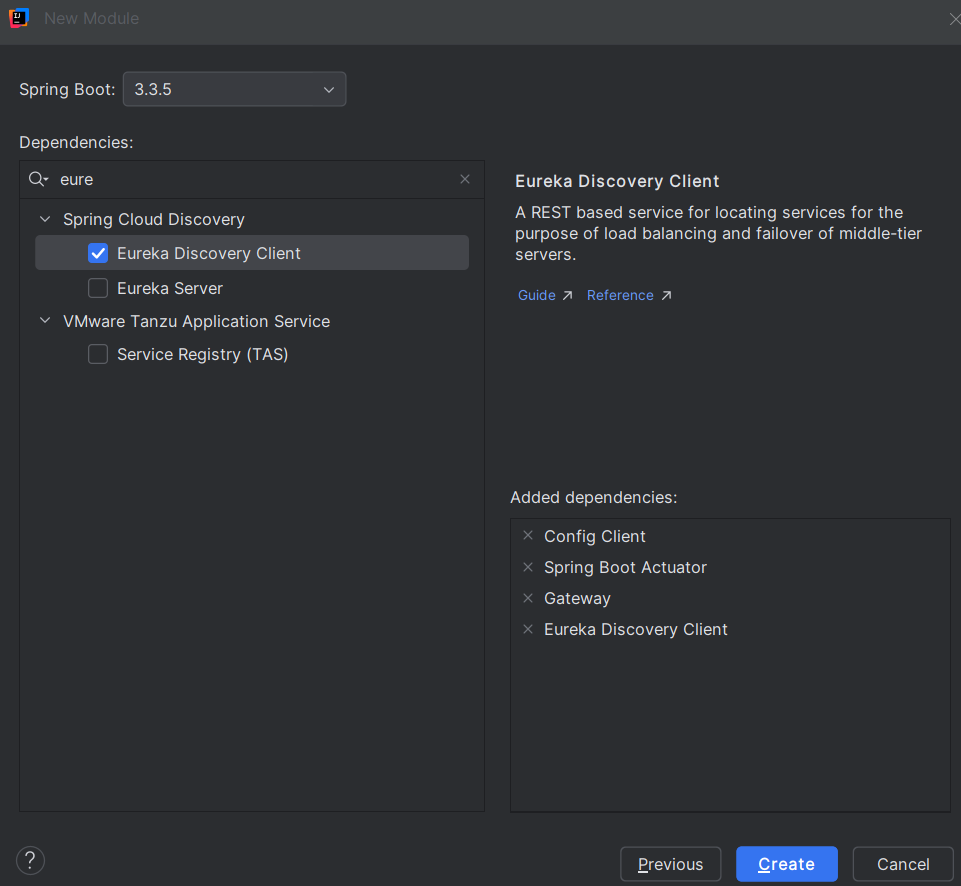 New Module
Spring Boot: 3.3.5
Dependencies:
eure
Spring Cloud Discovery
Eureka Discovery Client
Eureka Server
VMware Tanzu Application Service
Service Registry (TAS)
Eureka Discovery Client
A REST based service for locating services for the
purpose of load balancing and failover of middle-tier
servers.
Guide ↗ Reference ↗
Added dependencies:
Config Client
Spring Boot Actuator
Gateway
Eureka Discovery Client
?
Previous Create Cancel